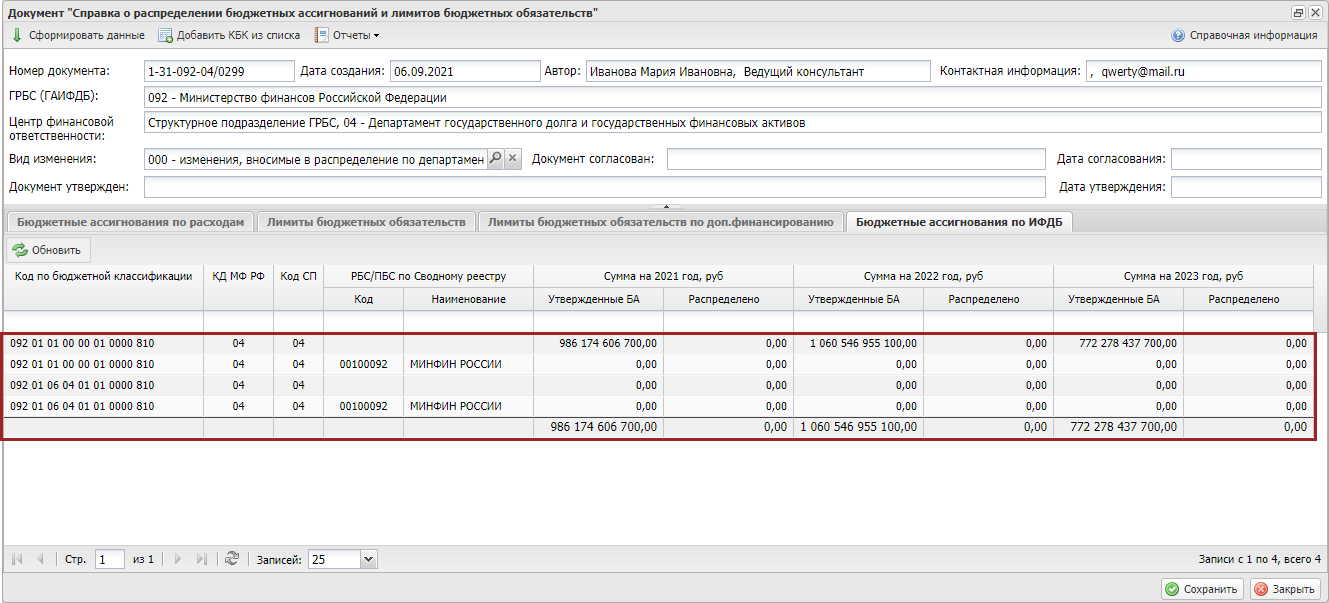 Документ "Справка о распределении бюджетных ассигнований и лимитов бюджетных обязательств"
Сформировать данные Добавить КБК из списка Отчеты Справочная информация
Номер документа: 1-31-092-04/0299 Дата создания: 06.09.2021 Автор: Иванова Мария Ивановна, Ведущий консультант Контактная информация: , qwerty@mail.ru
ГРБС (ГАИФДБ): 092 - Министерство финансов Российской Федерации
Центр финансовой ответственности: Структурное подразделение ГРБС, 04 - Департамент государственного долга и государственных финансовых активов
Вид изменения: 000 - изменения, вносимые в распределение по департамен Документ согласован: Дата согласования:
Документ утвержден: Дата утверждения:
Бюджетные ассигнования по расходам Лимиты бюджетных обязательств Лимиты бюджетных обязательств по доп.финансированию Бюджетные ассигнования по ИФДБ
Обновить
Код по бюджетной классификации КД МФ РФ Код СП РБС/ПБС по Сводному реестру Сумма на 2021 год, руб Сумма на 2022 год, руб Сумма на 2023 год, руб
Код Наименование Утвержденные БА Распределено Утвержденные БА Распределено Утвержденные БА Распределено
092 01 01 00 00 01 0000 810 04 04 986 174 606 700,00 0,00 1 060 546 955 100,00 0,00 772 278 437 700,00 0,00
092 01 01 00 00 01 0000 810 04 04 00100092 МИНФИН РОССИИ 0,00 0,00 0,00 0,00 0,00 0,00
092 01 06 04 01 01 0000 810 04 04 0,00 0,00 0,00 0,00 0,00 0,00
092 01 06 04 01 01 0000 810 04 04 00100092 МИНФИН РОССИИ 0,00 0,00 0,00 0,00 0,00 0,00
986 174 606 700,00 0,00 1 060 546 955 100,00 0,00 772 278 437 700,00 0,00
Стр. 1 из 1 Записей: 25 Записи с 1 по 4, всего 4
Сохранить Закрыть